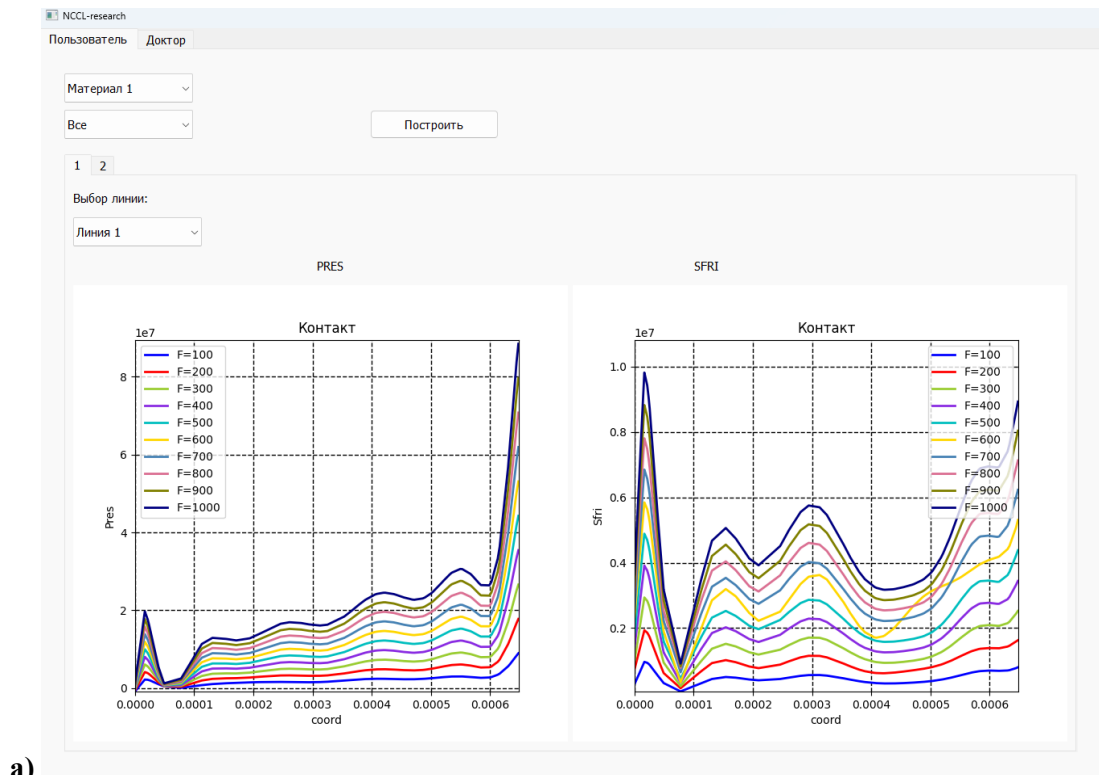 NCCL-research
Пользователь Доктор
Материал 1
Все Построить
1 2
Выбор линии:
Линия 1
PRES SFRI
Контакт
1e7
F=100
F=200
F=300
F=400
F=500
F=600
F=700
F=800
F=900
F=1000
8
6
4
2
0
Pres
0.0000 0.0001 0.0002 0.0003 0.0004 0.0005 0.0006
coord
Контакт
1e7
F=100
F=200
F=300
F=400
F=500
F=600
F=700
F=800
F=900
F=1000
1.0
0.8
0.6
0.4
0.2
Sfri
0.0000 0.0001 0.0002 0.0003 0.0004 0.0005 0.0006
coord
а)